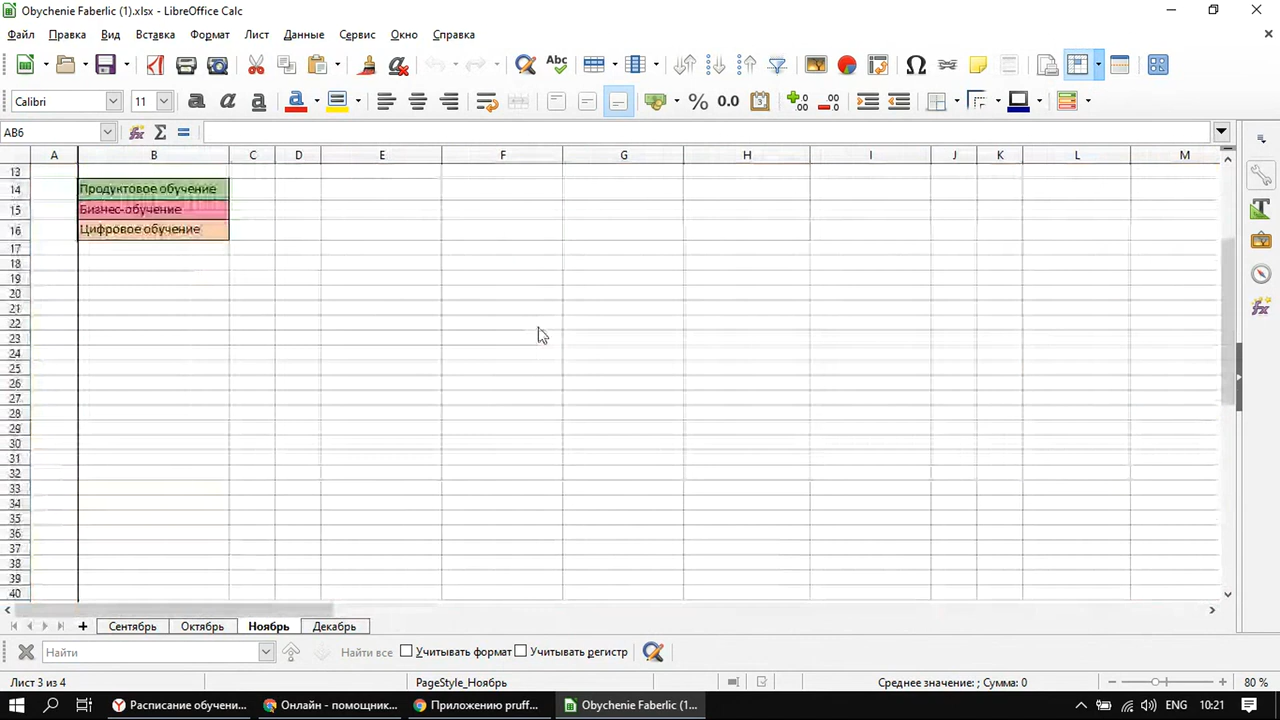 Obychenie Faberlic (1).xlsx - LibreOffice Calc
Файл Правка Вид Вставка Формат Лист Данные Сервис Окно Справка
Calibri 11
AB6
A B C D E F G H I J K L M
13
14 Продуктовое обучение
15 Бизнес-обучение
16 Цифровое обучение
17
18
19
20
21
22
23
24
25
26
27
28
29
30
31
32
33
34
35
36
37
38
39
40
Сентябрь Октябрь Ноябрь Декабрь
Найти Найти все Учитывать формат Учитывать регистр
Лист 3 из 4 PageStyle_Ноябрь Среднее значение: ; Сумма: 0 80 %
Расписание обучени... Онлайн - помощник... Приложению pruff... Obychenie Faberlic (1... ENG 10:21